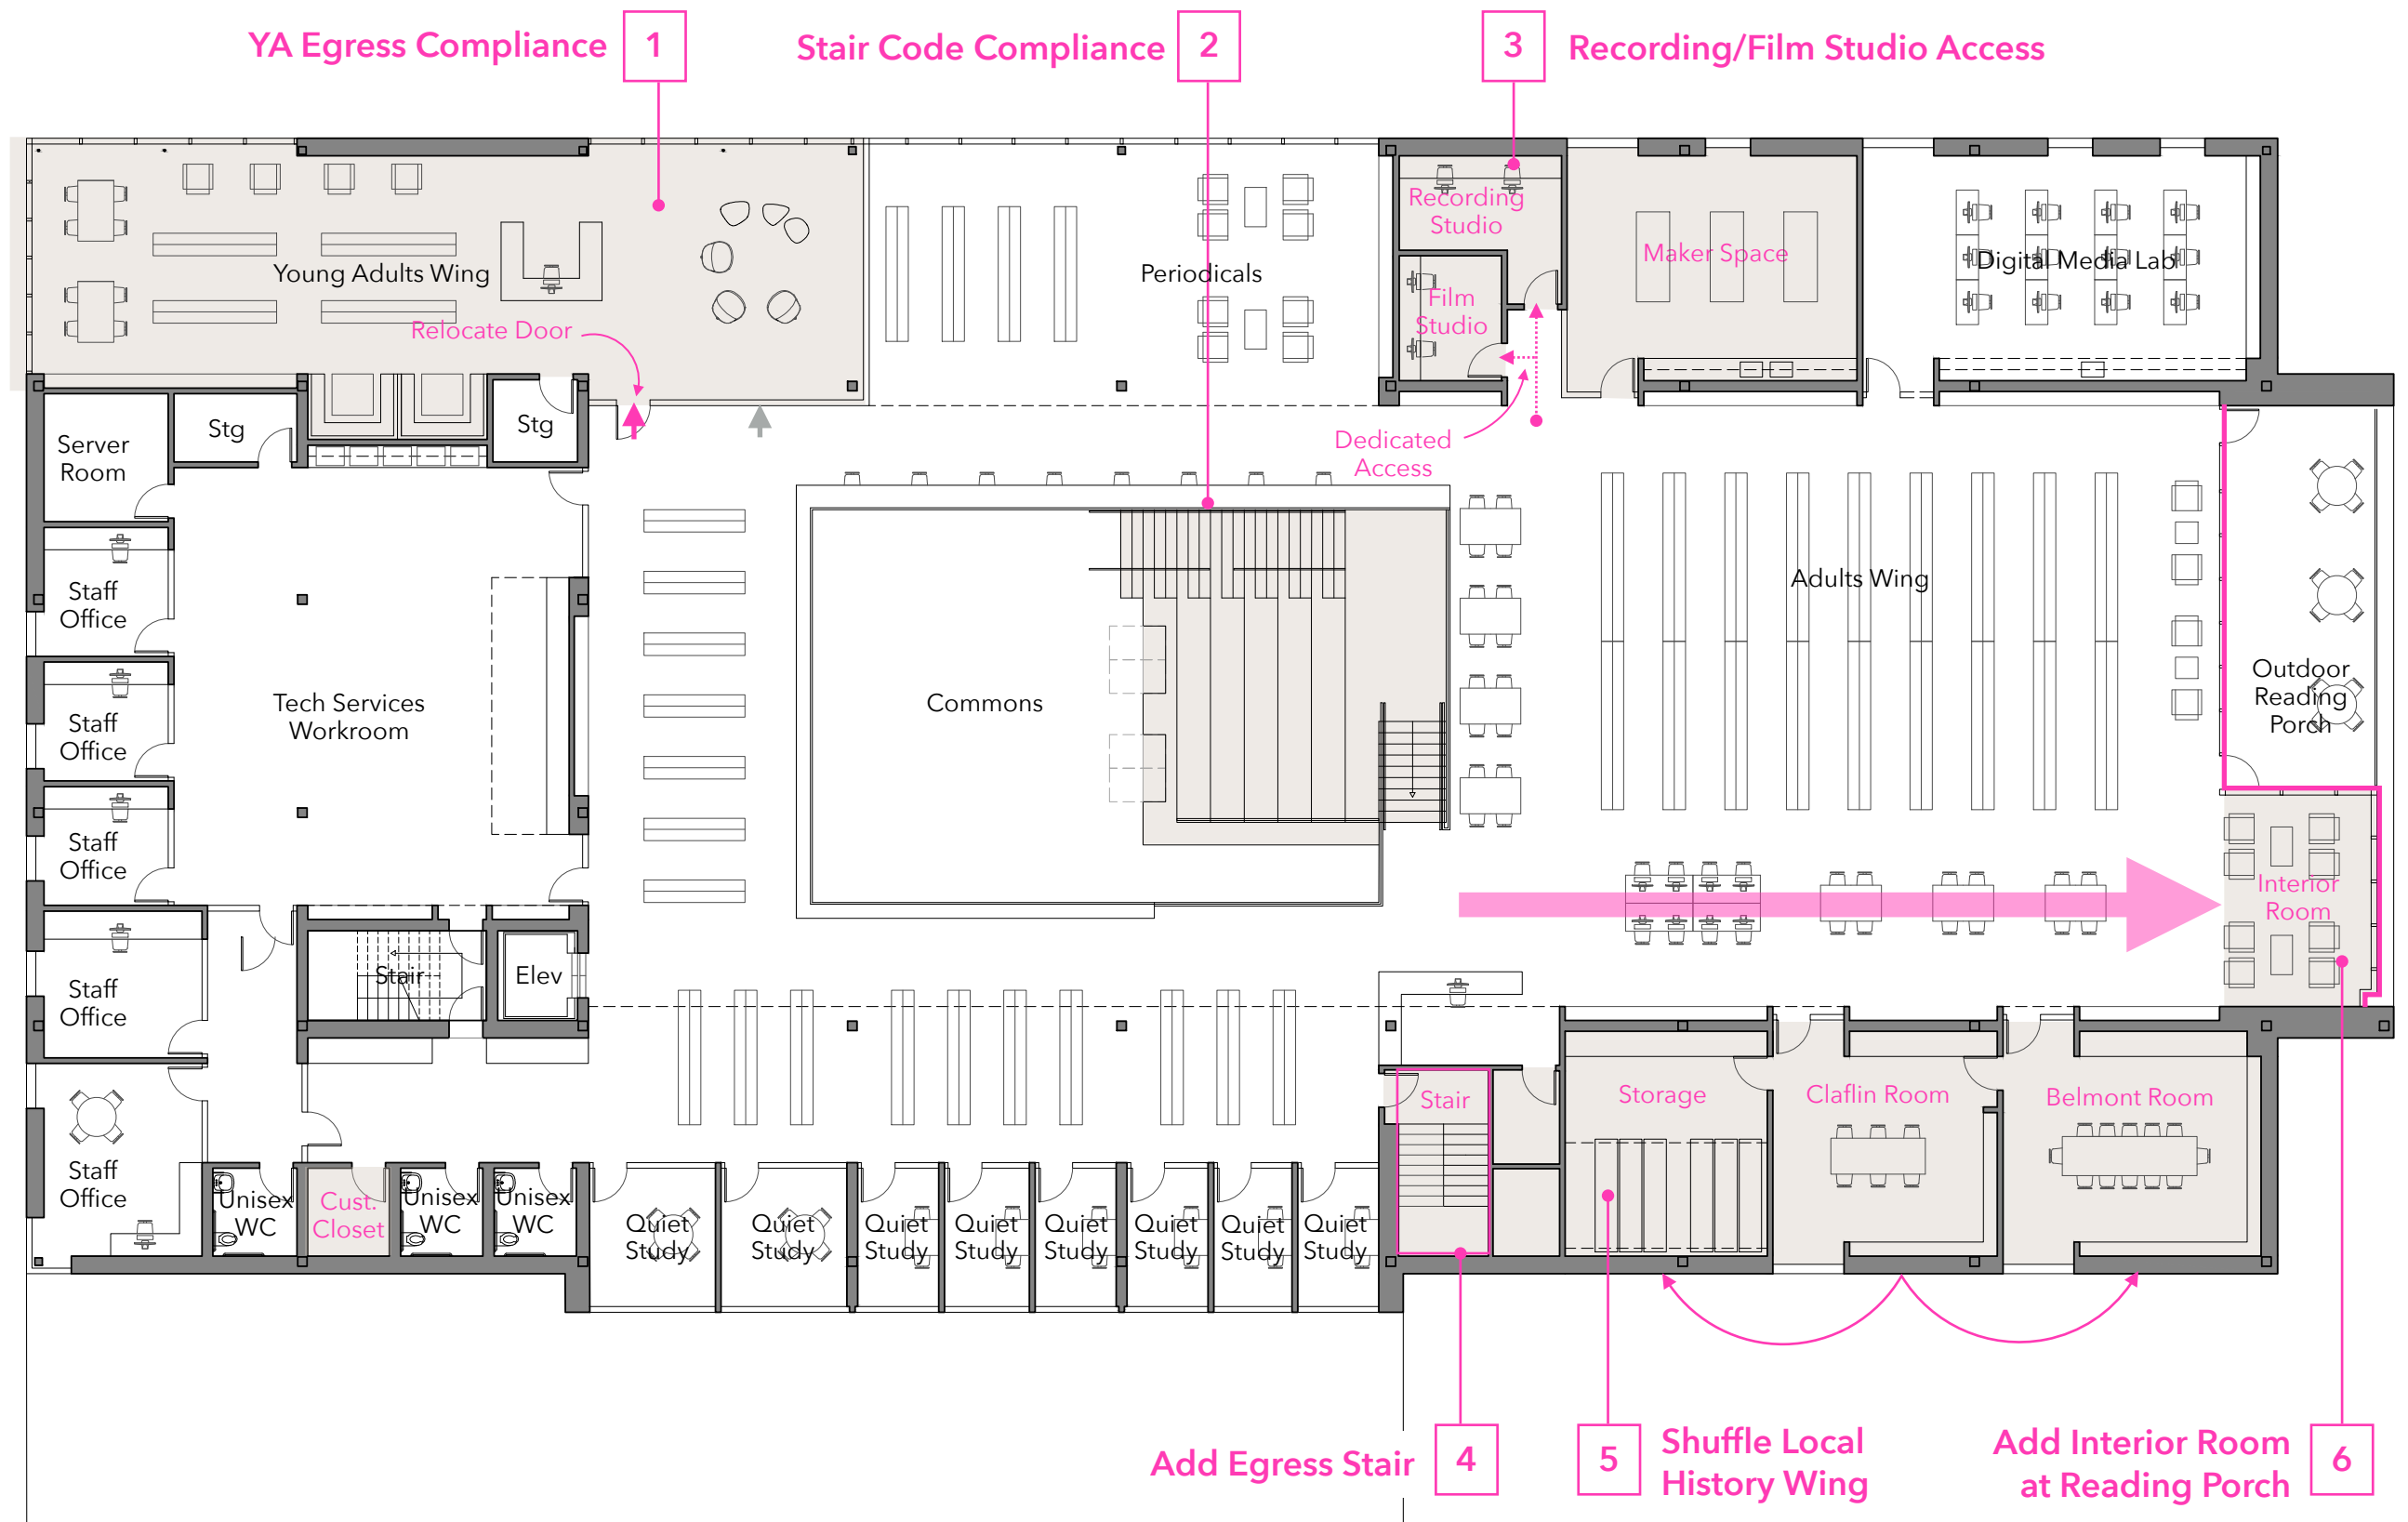 YA Egress Compliance
1
Stair Code Compliance
2
3
Recording/Film Studio Access
Recording
Studio
Maker Space
Digital Media Lab
Young Adults Wing
Periodicals
Film
Studio
Relocate Door
Stg
Stg
Server
Room
Dedicated
Access
Staff
Office
Adults Wing
Tech Services
Workroom
Commons
Outdoor
Reading
Porch
Staff
Office
Staff
Office
Interior
Room
Stair
Elev
Staff
Office
Stair
Storage
Claflin Room
Belmont Room
Staff
Office
Unisex
WC
Cust.
Closet
Unisex
WC
Unisex
WC
Quiet
Study
Quiet
Study
Quiet
Study
Quiet
Study
Quiet
Study
Quiet
Study
Quiet
Study
Quiet
Study
Add Egress Stair
4
5
Shuffle Local
History Wing
Add Interior Room
at Reading Porch
6